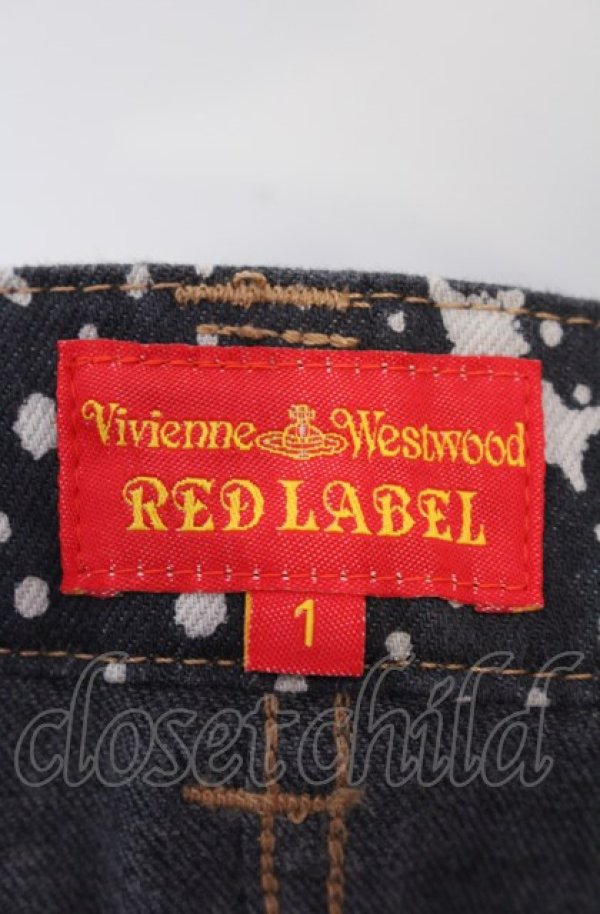 Vivienne Westwood
RED LABEL
1
closetchild